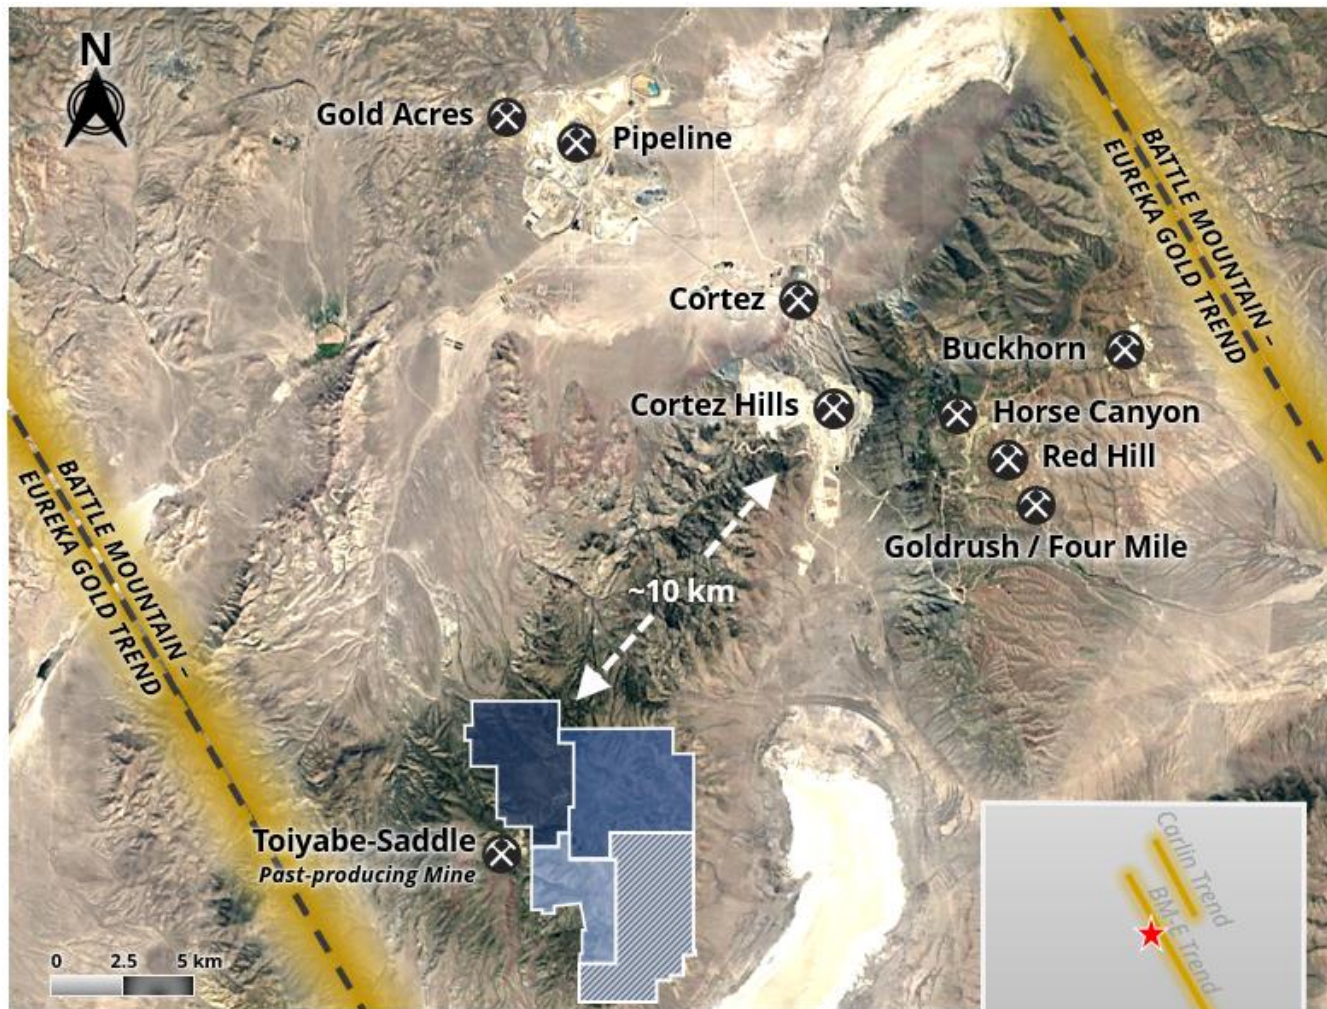 N
Gold Acres
Pipeline
BATTLE MOUNTAIN –
EUREKA GOLD TREND
Cortez
Buckhorn
Cortez Hills
Horse Canyon
Red Hill
Goldrush / Four Mile
BATTLE MOUNTAIN –
EUREKA GOLD TREND
~10 km
Toiyabe-Saddle
Past-producing Mine
0 2.5 5 km
Carlin Trend
BM-E Trend